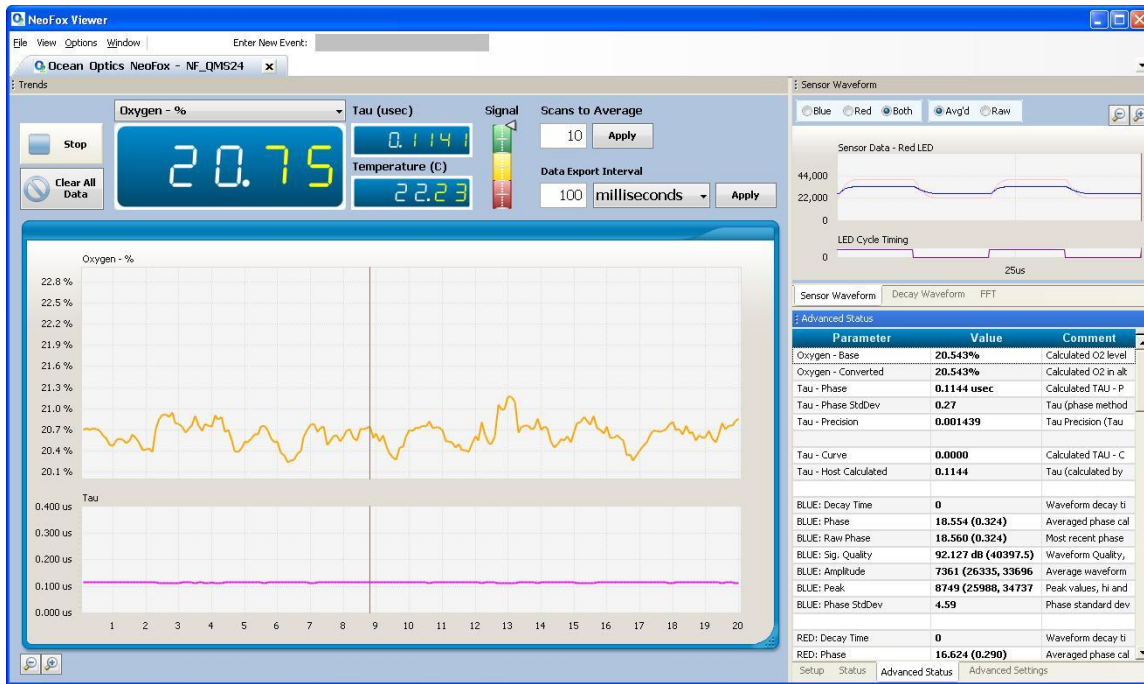 NeoFox Viewer
File View Options Window Enter New Event:
Ocean Optics NeoFox - NF_QMS24 x
Trends
Stop
Clear All
Data
Oxygen - %
20.75
Tau (usec)
0.1141
Temperature (C)
22.23
Signal
Scans to Average
10 Apply
Data Export Interval
100 milliseconds Apply
Oxygen - %
22.8 %
22.5 %
22.2 %
21.9 %
21.6 %
21.3 %
21.0 %
20.7 %
20.4 %
20.1 %
Tau
0.400 us
0.300 us
0.200 us
0.100 us
0.000 us
1 2 3 4 5 6 7 8 9 10 11 12 13 14 15 16 17 18 19 20
Sensor Waveform
Blue Red Both Avg'd Raw
Sensor Data - Red LED
44,000
22,000
0
LED Cycle Timing
0
25us
Sensor Waveform Decay Waveform FFT
Advanced Status
Parameter Value Comment
Oxygen - Base 20.543% Calculated O2 level
Oxygen - Converted 20.543% Calculated O2 in alt
Tau - Phase 0.1144 usec Calculated TAU - P
Tau - Phase StdDev 0.27 Tau (phase method
Tau - Precision 0.001439 Tau Precision (Tau
Tau - Curve 0.0000 Calculated TAU - C
Tau - Host Calculated 0.1144 Tau (calculated by
BLUE: Decay Time 0 Waveform decay ti
BLUE: Phase 18.554 (0.324) Averaged phase cal
BLUE: Raw Phase 18.560 (0.324) Most recent phase
BLUE: Sig. Quality 92.127 dB (40397.5) Waveform Quality,
BLUE: Amplitude 7361 (26335, 33696 Average waveform
BLUE: Peak 8749 (25988, 34737 Peak values, hi and
BLUE: Phase StdDev 4.59 Phase standard dev
RED: Decay Time 0 Waveform decay ti
RED: Phase 16.624 (0.290) Averaged phase cal
Setup Status Advanced Status Advanced Settings